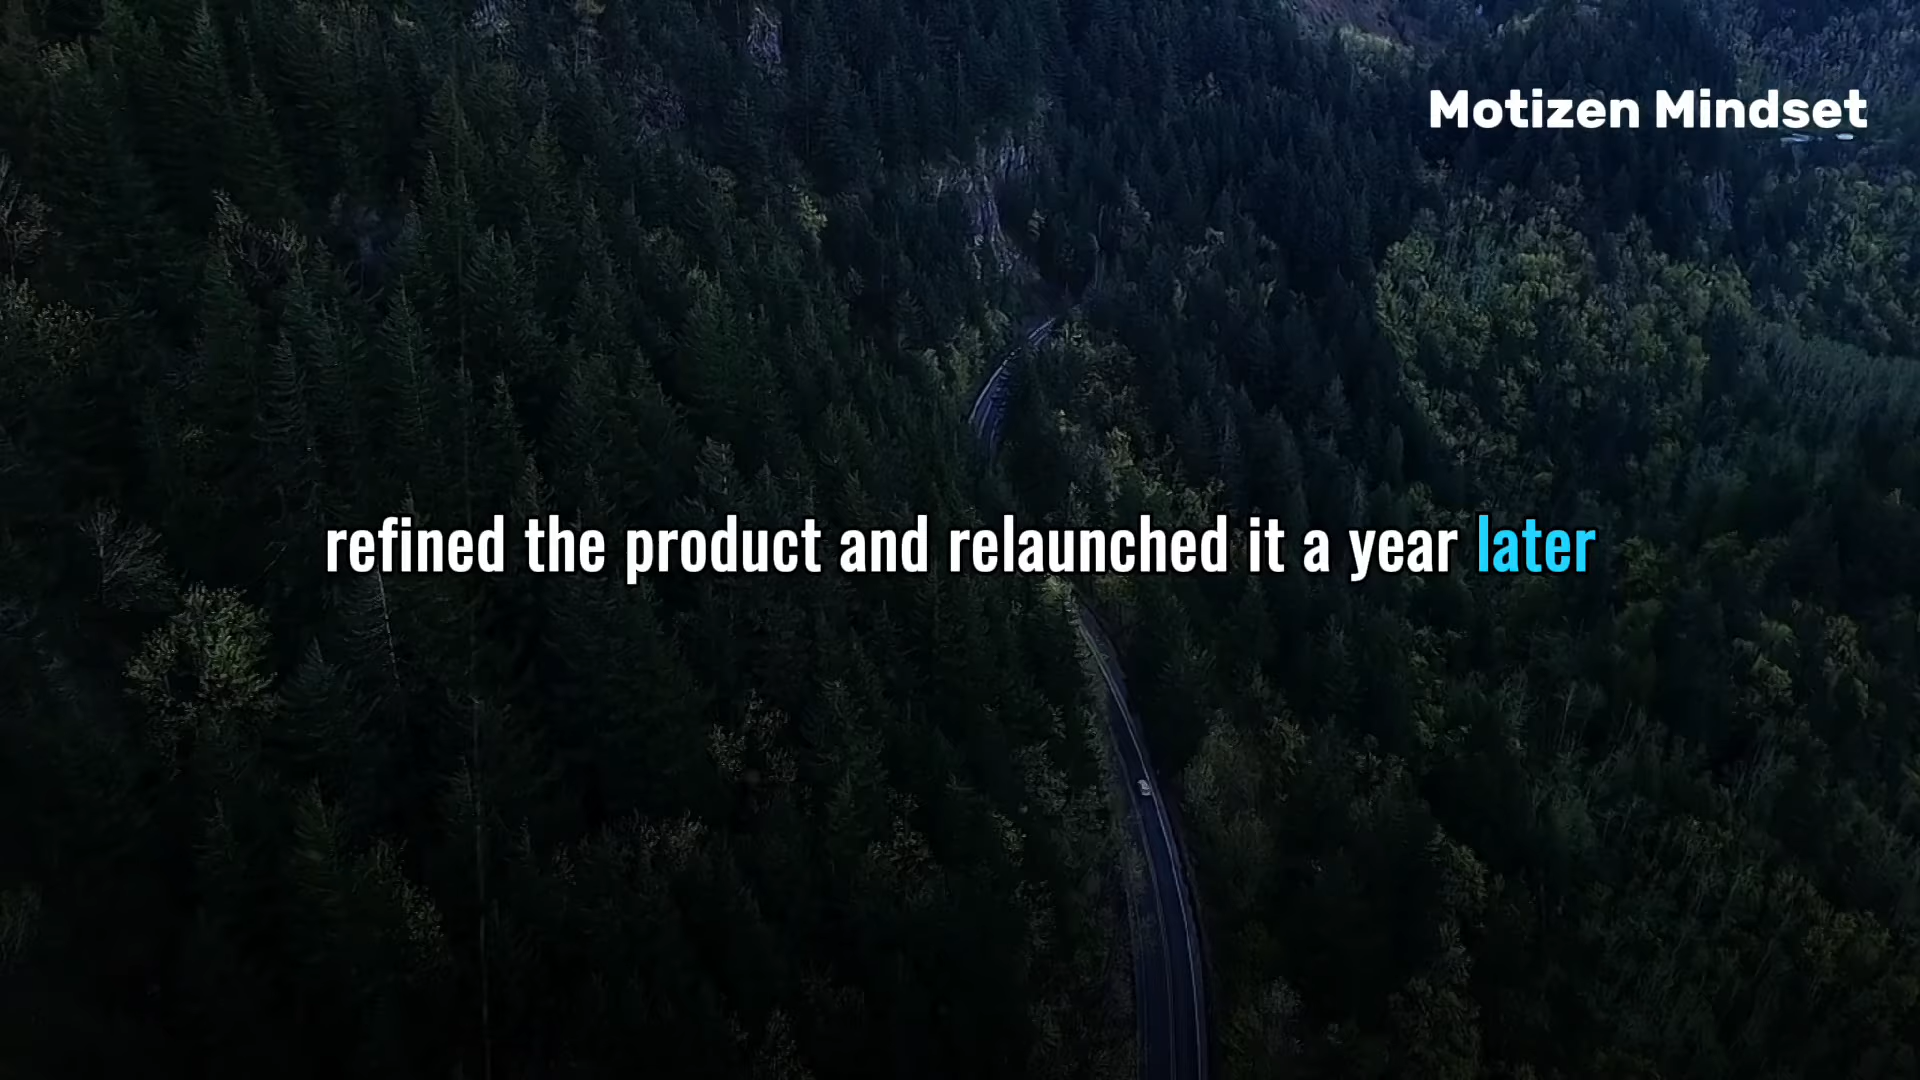 Motizen Mindset
refined the product and relaunched it a year later